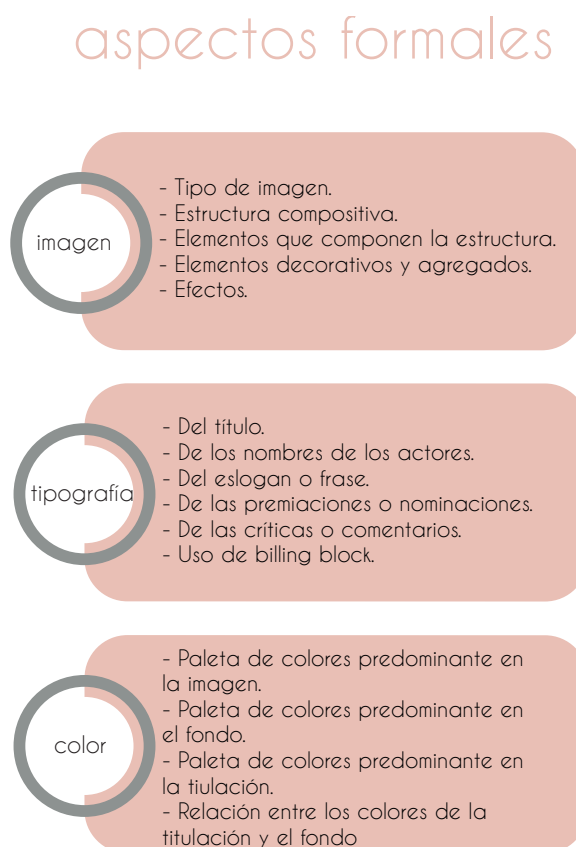 aspectos formales
imagen
- Tipo de imagen.
- Estructura compositiva.
- Elementos que componen la estructura.
- Elementos decorativos y agregados.
- Efectos.
tipografía
- Del título.
- De los nombres de los actores.
- Del eslogan o frase.
- De las premiaciones o nominaciones.
- De las críticas o comentarios.
- Uso de billing block.
color
- Paleta de colores predominante en
la imagen.
- Paleta de colores predominante en
el fondo.
- Paleta de colores predominante en
la tiulación.
- Relación entre los colores de la
titulación y el fondo